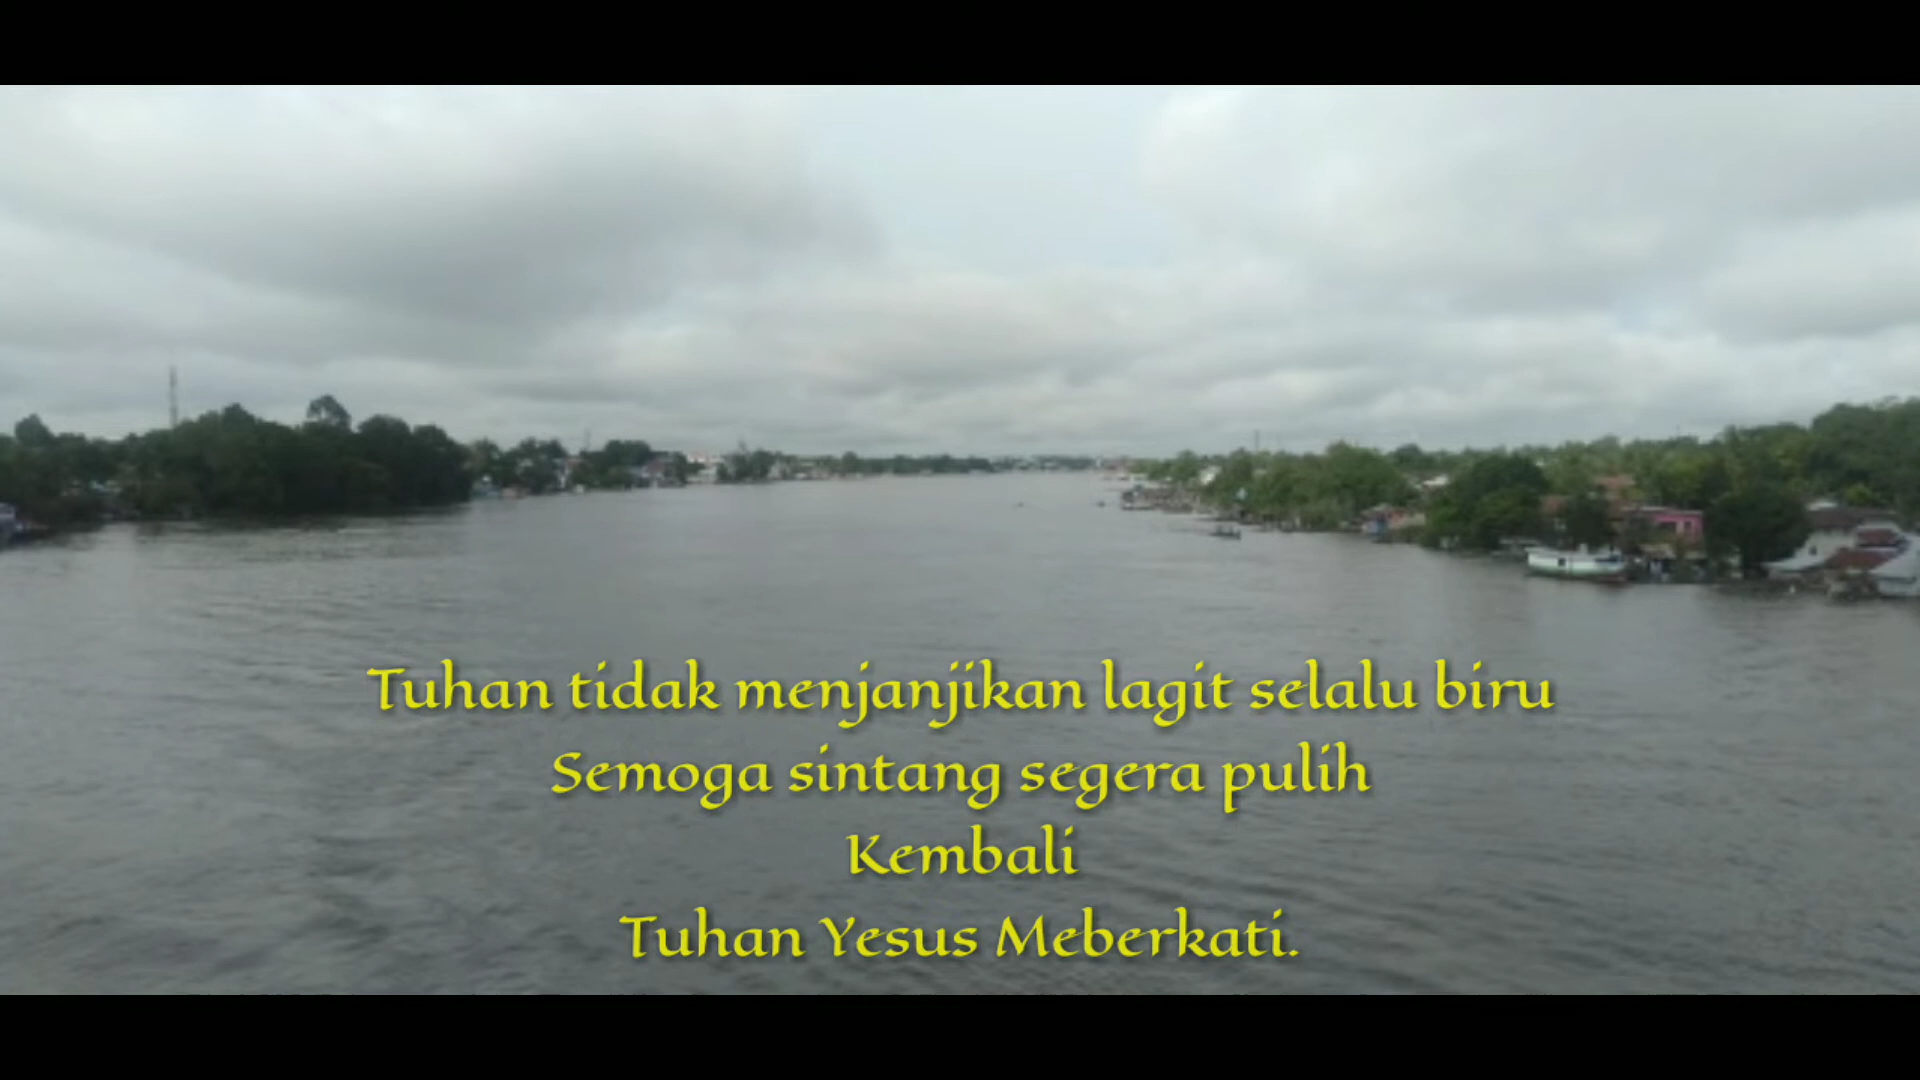 Tuhan tidak menjanjikan lagit selalu biru
Semoga sintang segera pulih
Kembali
Tuhan Yesus Meberkati.